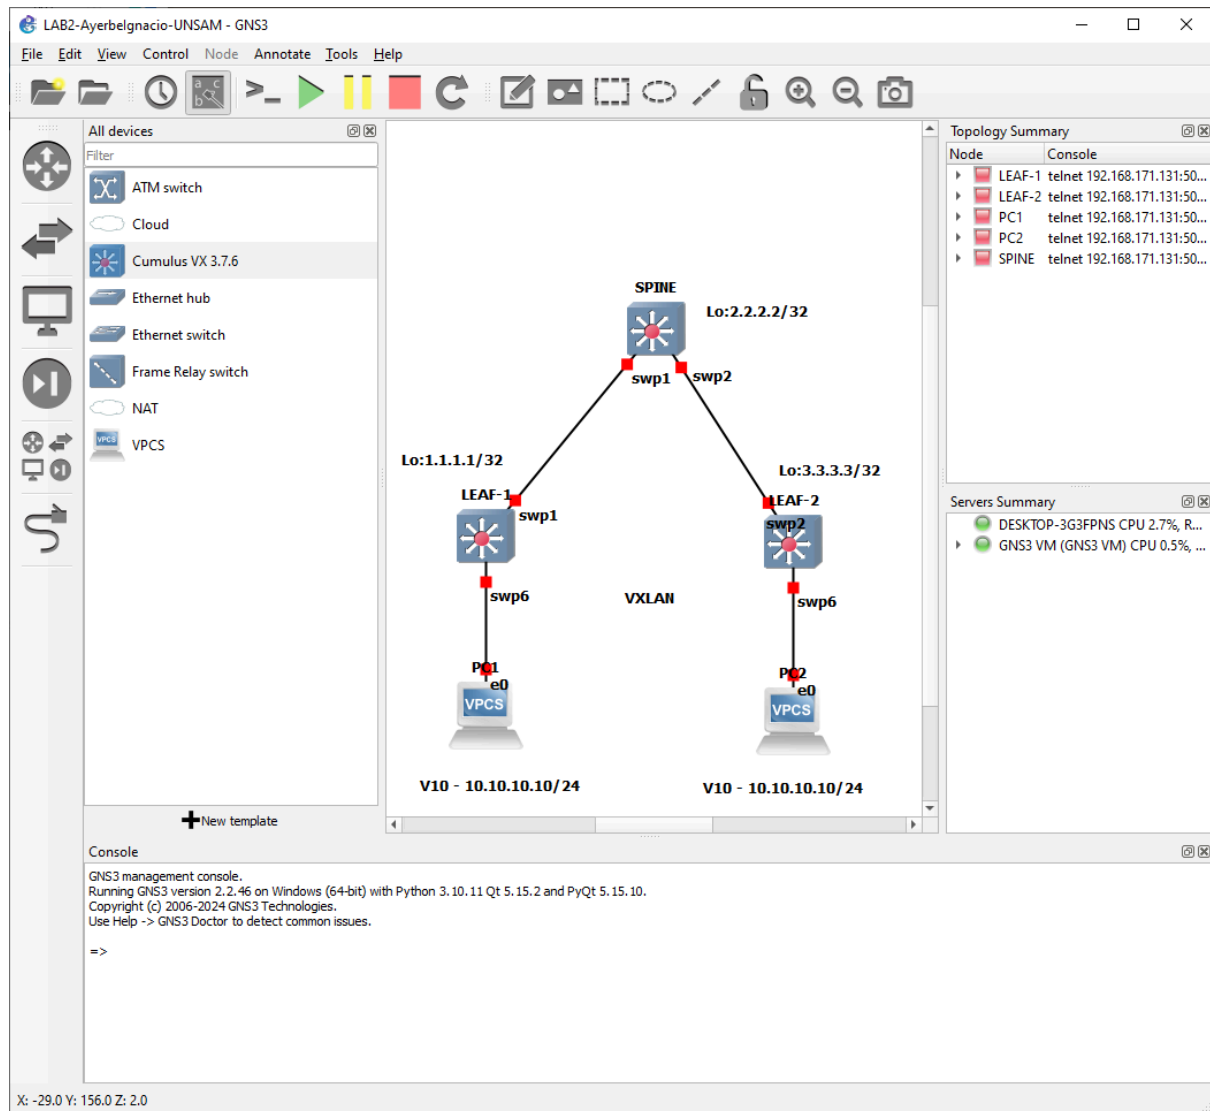 LAB2-AyerbeIgnacio-UNSAM - GNS3
File Edit View Control Node Annotate Tools Help
All devices
Filter
ATM switch
Cloud
Cumulus VX 3.7.6
Ethernet hub
Ethernet switch
Frame Relay switch
NAT
VPCS
VPCS
New template
SPINE
Lo:2.2.2.2/32
swp1 swp2
Lo:1.1.1.1/32
Lo:3.3.3.3/32
LEAF-1
LEAF-2
swp1
swp2
swp6
VXLAN
swp6
PC1
PC2
e0
e0
VPCS
VPCS
V10 - 10.10.10.10/24
V10 - 10.10.10.10/24
Topology Summary
Node Console
LEAF-1 telnet 192.168.171.131:50...
LEAF-2 telnet 192.168.171.131:50...
PC1 telnet 192.168.171.131:50...
PC2 telnet 192.168.171.131:50...
SPINE telnet 192.168.171.131:50...
Servers Summary
DESKTOP-3G3FPNS CPU 2.7%, R...
GNS3 VM (GNS3 VM) CPU 0.5%, ...
Console
GNS3 management console.
Running GNS3 version 2.2.46 on Windows (64-bit) with Python 3.10.11 Qt 5.15.2 and PyQt 5.15.10.
Copyright (c) 2006-2024 GNS3 Technologies.
Use Help -> GNS3 Doctor to detect common issues.
=>
X: -29.0 Y: 156.0 Z: 2.0